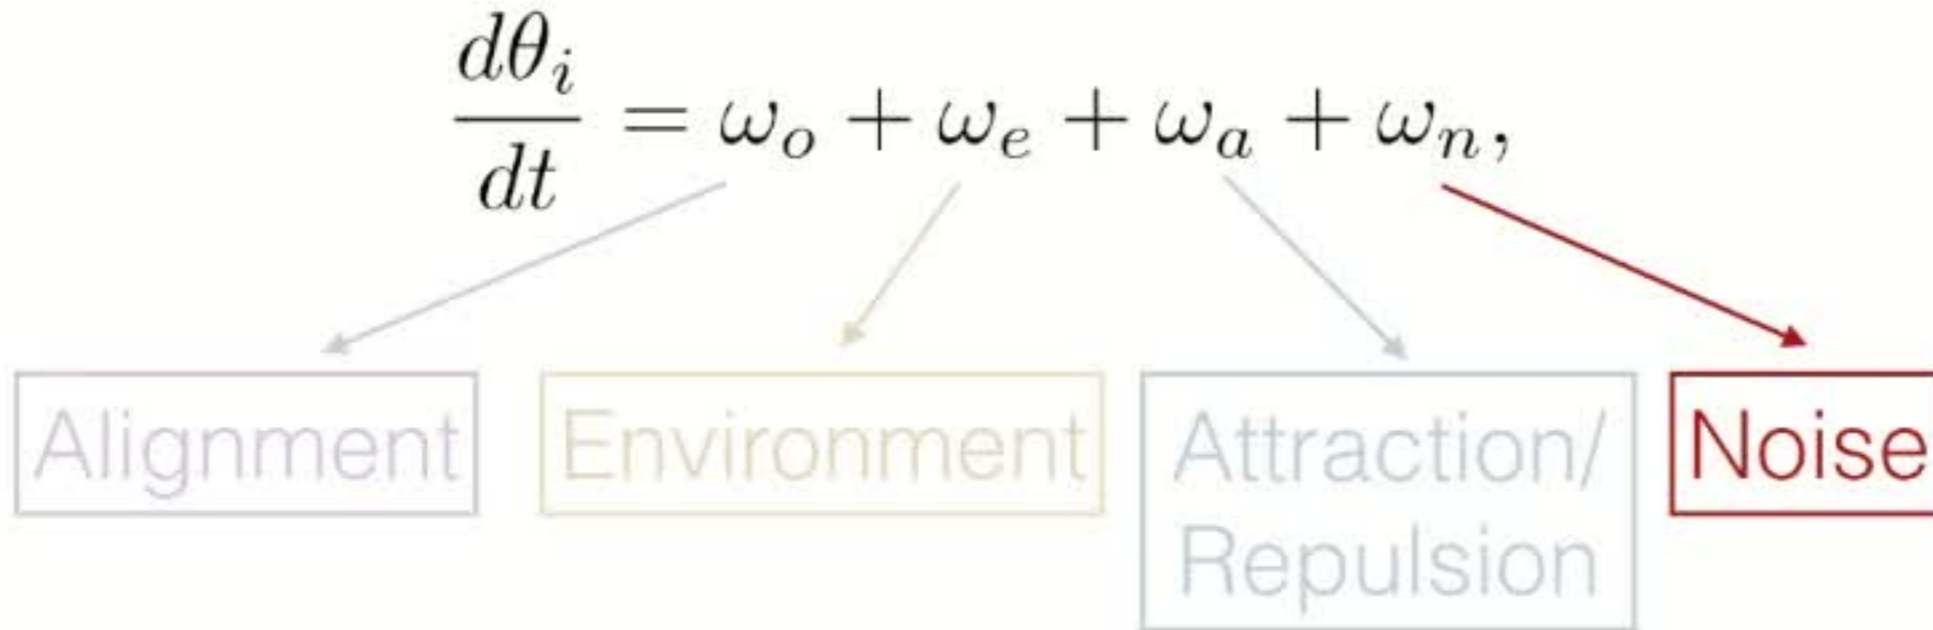 dθ_i/dt = ω_o + ω_e + ω_a + ω_n,
Alignment
Environment
Attraction/
Repulsion
Noise